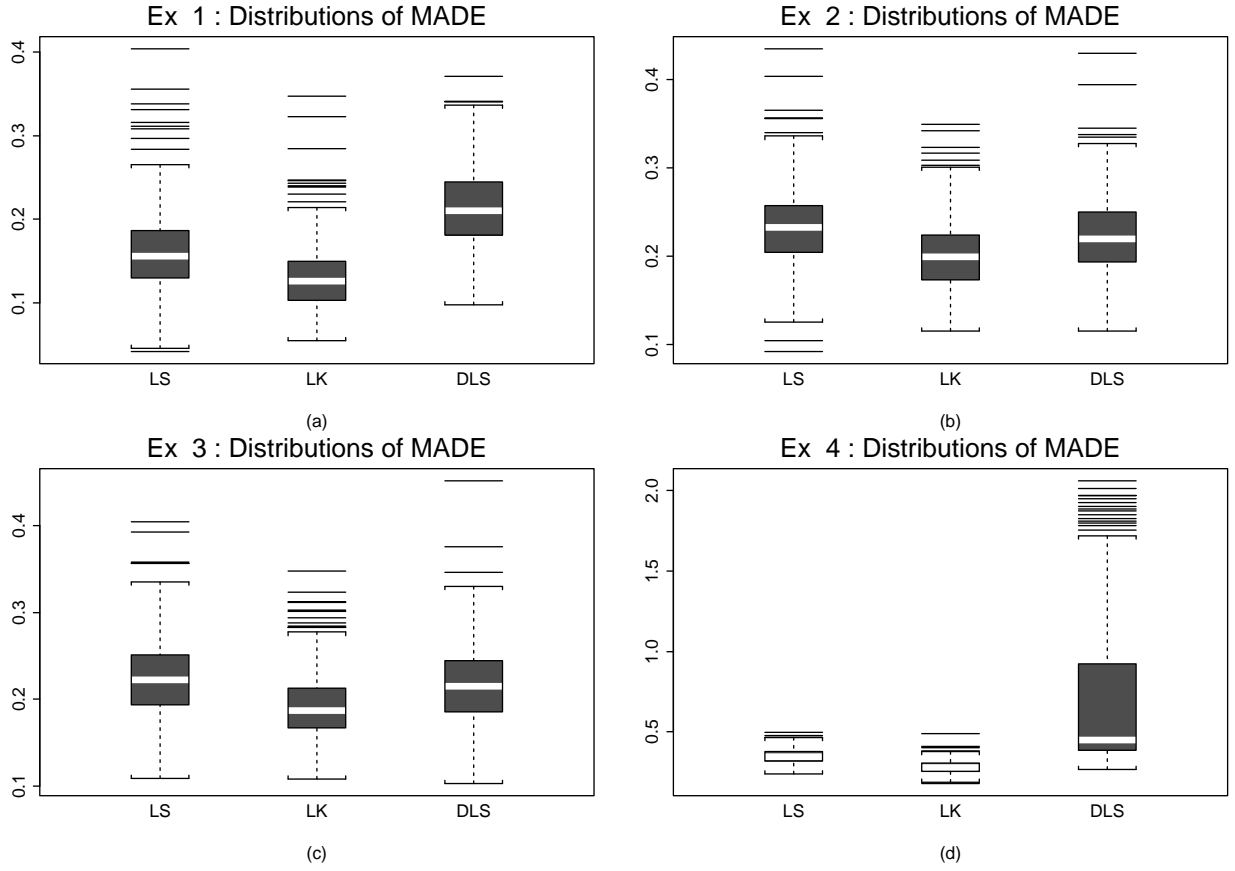 Ex 1 : Distributions of MADE
0.4
0.3
0.2
0.1
LS LK DLS
(a)
Ex 2 : Distributions of MADE
0.4
0.3
0.2
0.1
LS LK DLS
(b)
Ex 3 : Distributions of MADE
0.4
0.3
0.2
0.1
LS LK DLS
(c)
Ex 4 : Distributions of MADE
2.0
1.5
1.0
0.5
LS LK DLS
(d)